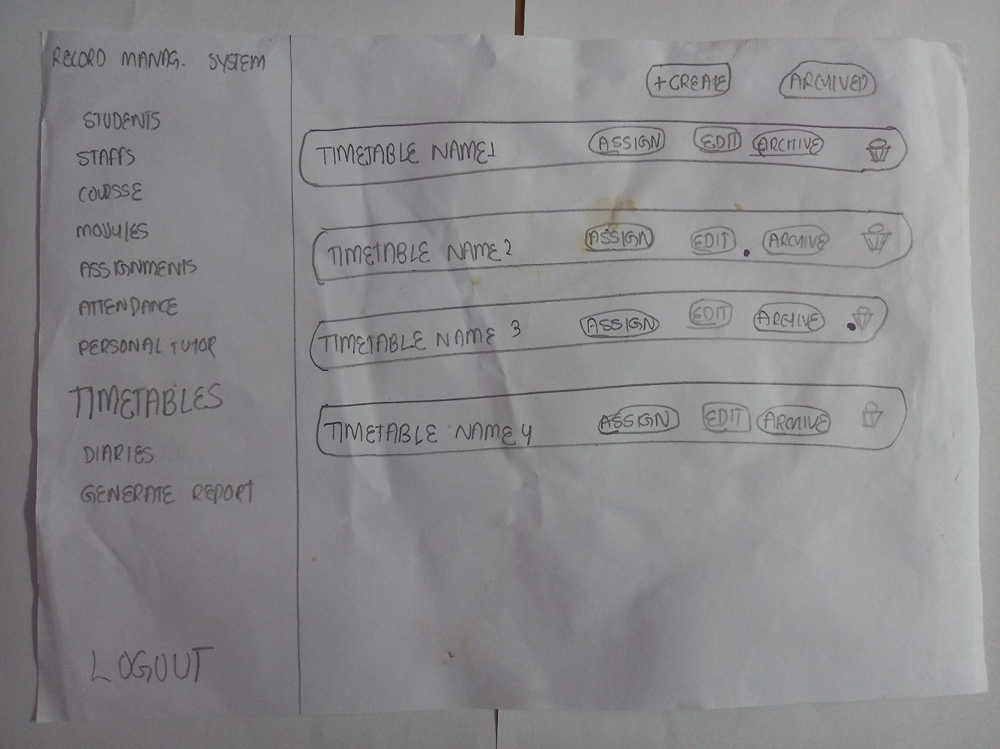 RECORD MANAG. SYSTEM
STUDENTS
STAFFS
COURSSE
MODULES
ASSIGNMENTS
ATTENDANCE
PERSONAL TUTOR
TIMETABLES
DIARIES
GENERATE REPORT
LOGOUT
+CREATE ARCHIVED
TIMETABLE NAME1 ASSIGN EDIT ARCHIVE
TIMETABLE NAME2 ASSIGN EDIT ARCHIVE
TIMETABLE NAME 3 ASSIGN EDIT ARCHIVE
TIMETABLE NAME 4 ASSIGN EDIT ARCHIVE